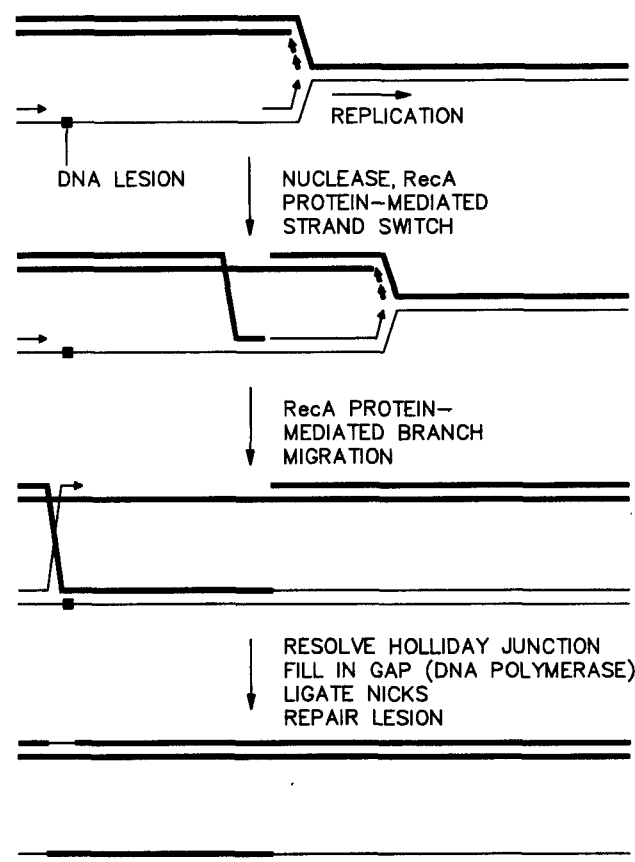 REPLICATION
DNA LESION
NUCLEASE, RecA
PROTEIN-MEDIATED
STRAND SWITCH
RecA PROTEIN-
MEDIATED BRANCH
MIGRATION
RESOLVE HOLLIDAY JUNCTION
FILL IN GAP (DNA POLYMERASE)
LIGATE NICKS
REPAIR LESION